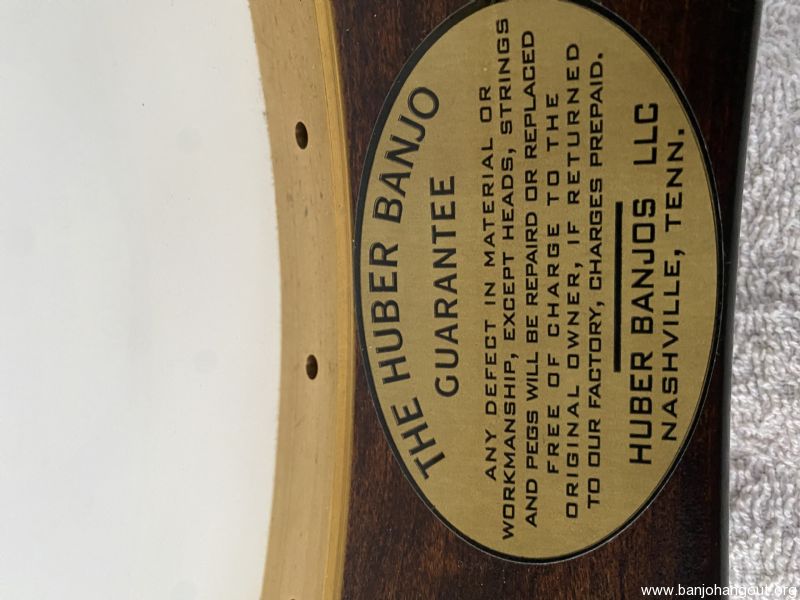 THE HUBER BANJO
GUARANTEE
ANY DEFECT IN MATERIAL OR
WORKMANSHIP, EXCEPT HEADS, STRINGS
AND PEGS WILL BE REPAIRD OR REPLACED
FREE OF CHARGE TO THE
ORIGINAL OWNER, IF RETURNED
TO OUR FACTORY, CHARGES PREPAID.
HUBER BANJOS LLC
NASHVILLE, TENN.
www.banjohangout.org